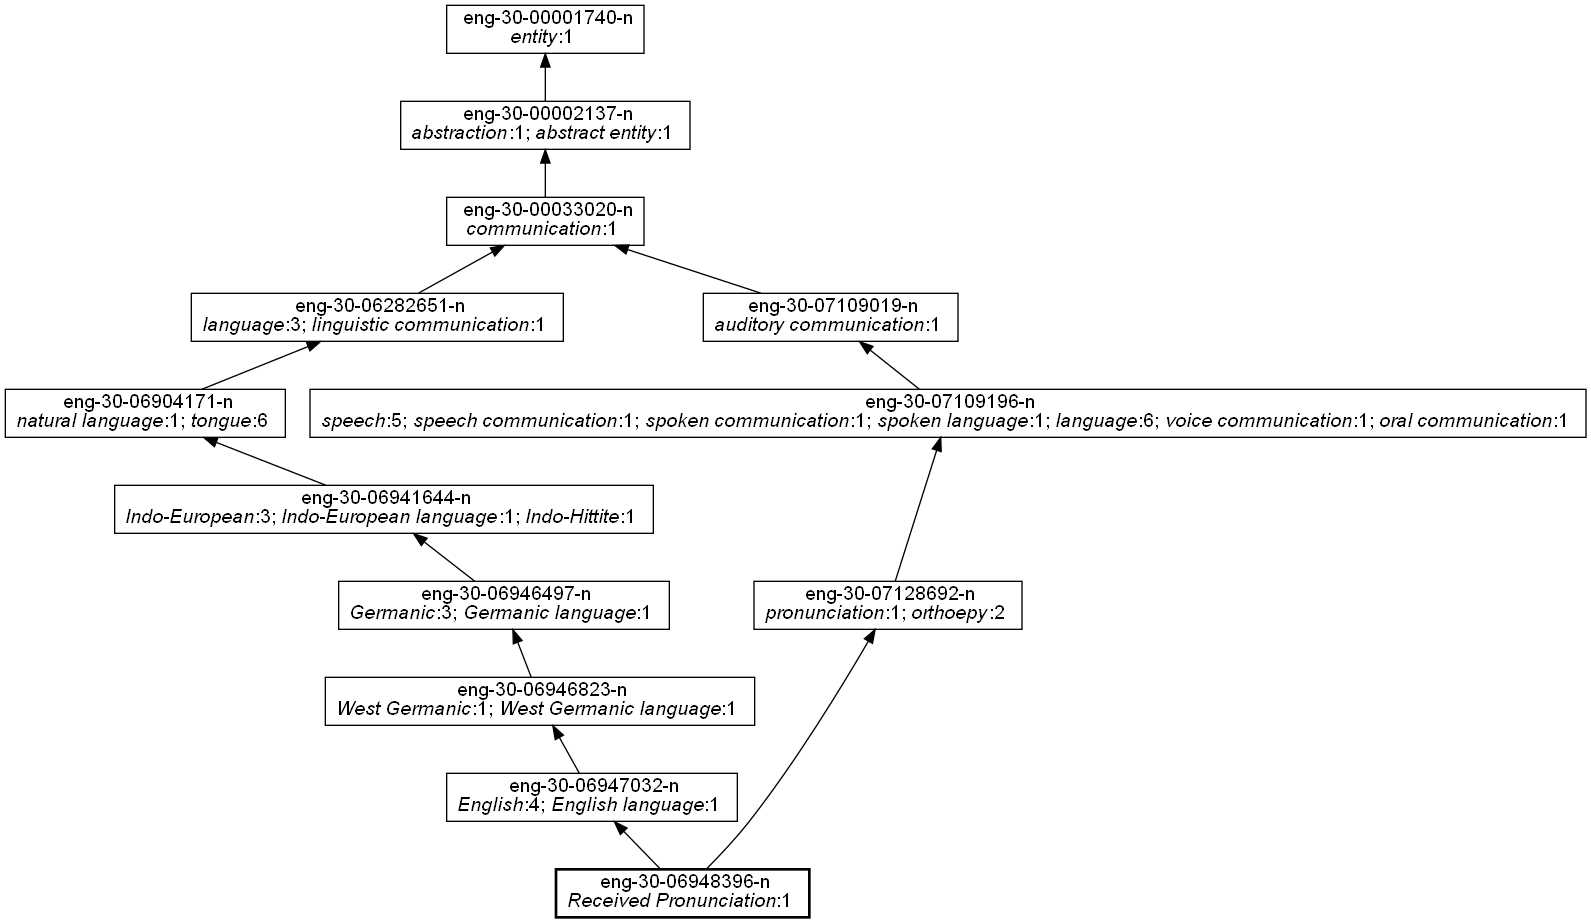 eng-30-00001740-n
entity:1
eng-30-00002137-n
abstraction:1; abstract entity:1
eng-30-00033020-n
communication:1
eng-30-06282651-n
language:3; linguistic communication:1
eng-30-07109019-n
auditory communication:1
eng-30-06904171-n
natural language:1; tongue:6
eng-30-07109196-n
speech:5; speech communication:1; spoken communication:1; spoken language:1; language:6; voice communication:1; oral communication:1
eng-30-06941644-n
Indo-European:3; Indo-European language:1; Indo-Hittite:1
eng-30-06946497-n
Germanic:3; Germanic language:1
eng-30-07128692-n
pronunciation:1; orthoepy:2
eng-30-06946823-n
West Germanic:1; West Germanic language:1
eng-30-06947032-n
English:4; English language:1
eng-30-06948396-n
Received Pronunciation:1